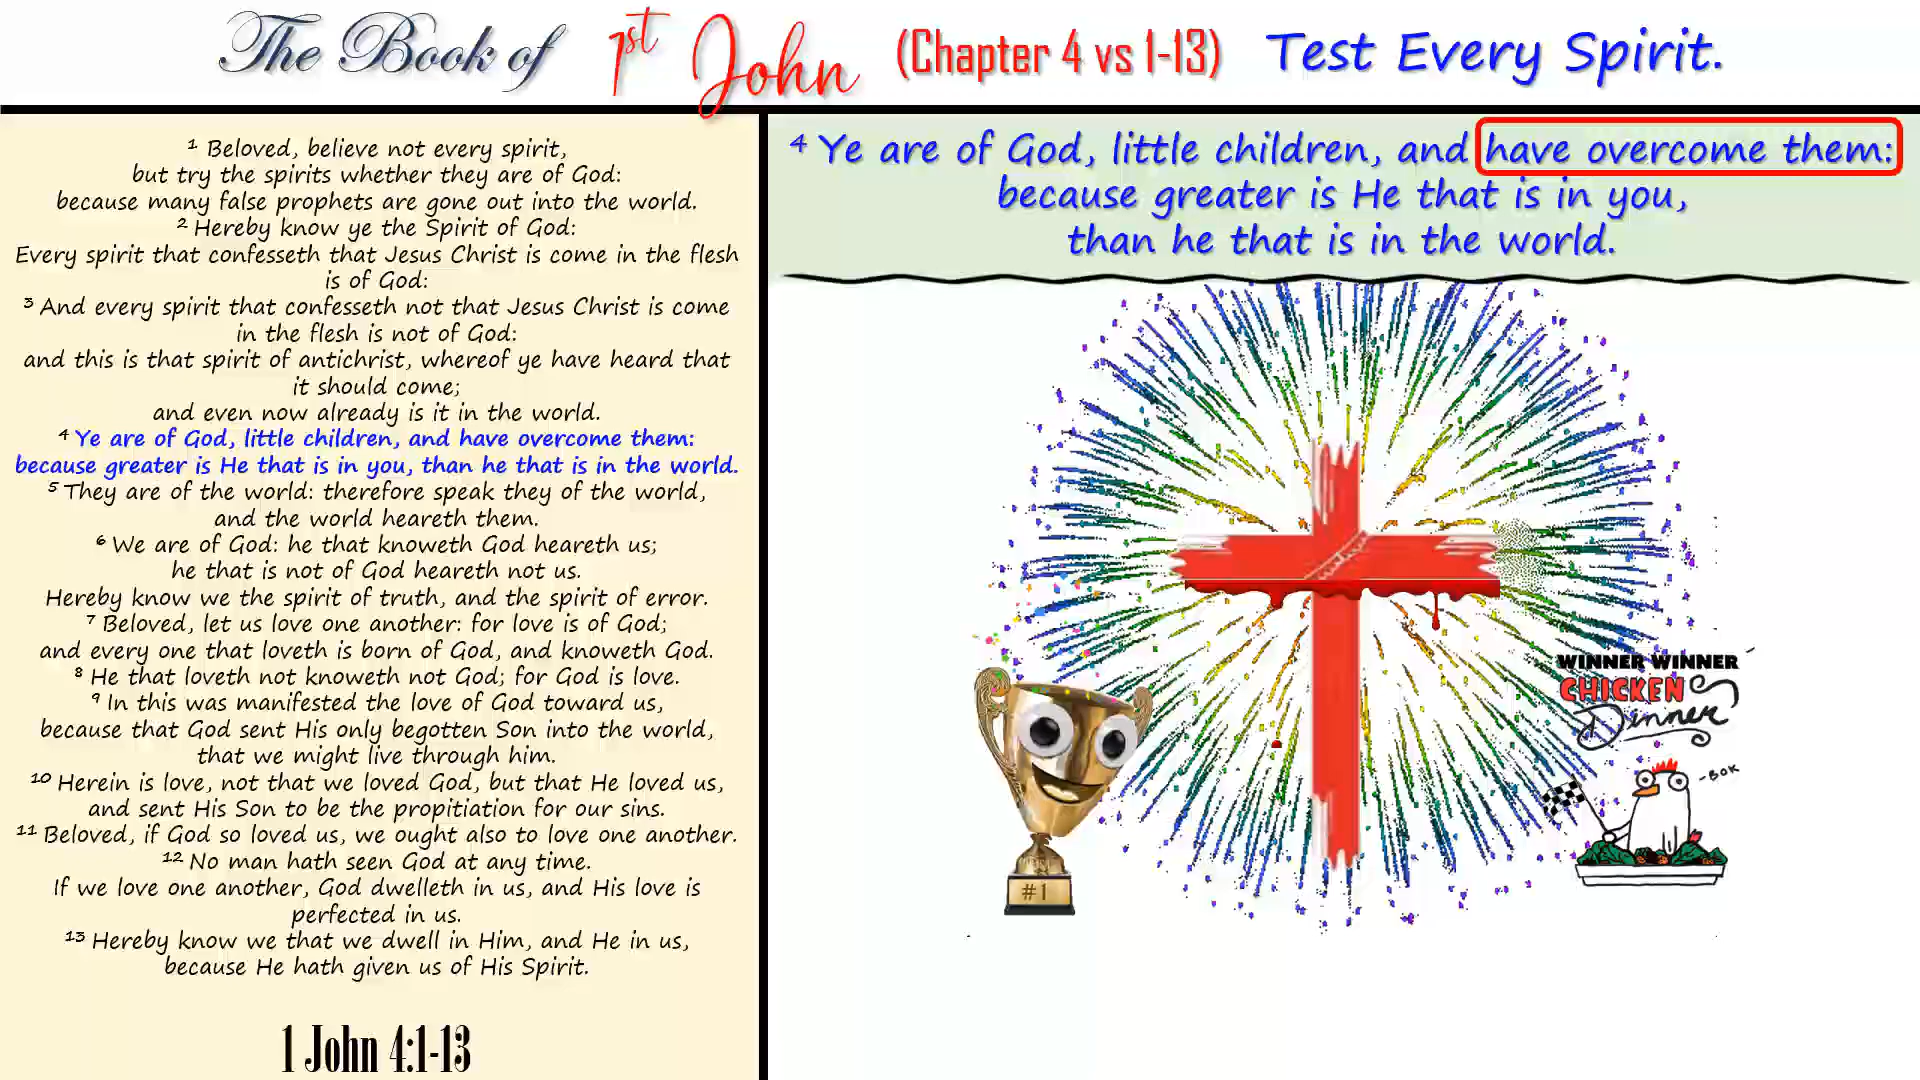 The Book of 1st John (Chapter 4 vs 1-13) Test Every Spirit.
1 Beloved, believe not every spirit,
but try the spirits whether they are of God:
because many false prophets are gone out into the world.
2 Hereby know ye the Spirit of God:
Every spirit that confesseth that Jesus Christ is come in the flesh
is of God:
3 And every spirit that confesseth not that Jesus Christ is come
in the flesh is not of God:
and this is that spirit of antichrist, whereof ye have heard that
it should come;
and even now already is it in the world.
4 Ye are of God, little children, and have overcome them:
because greater is He that is in you, than he that is in the world.
5 They are of the world: therefore speak they of the world,
and the world heareth them.
6 We are of God: he that knoweth God heareth us;
he that is not of God heareth not us.
Hereby know we the spirit of truth, and the spirit of error.
7 Beloved, let us love one another: for love is of God;
and every one that loveth is born of God, and knoweth God.
8 He that loveth not knoweth not God; for God is love.
9 In this was manifested the love of God toward us,
because that God sent His only begotten Son into the world,
that we might live through him.
10 Herein is love, not that we loved God, but that He loved us,
and sent His Son to be the propitiation for our sins.
11 Beloved, if God so loved us, we ought also to love one another.
12 No man hath seen God at any time.
If we love one another, God dwelleth in us, and His love is
perfected in us.
13 Hereby know we that we dwell in Him, and He in us,
because He hath given us of His Spirit.
1 John 4:1-13
4 Ye are of God, little children, and have overcome them:
because greater is He that is in you,
than he that is in the world.
WINNER WINNER
CHICKEN
Dinner
-BOK
#1